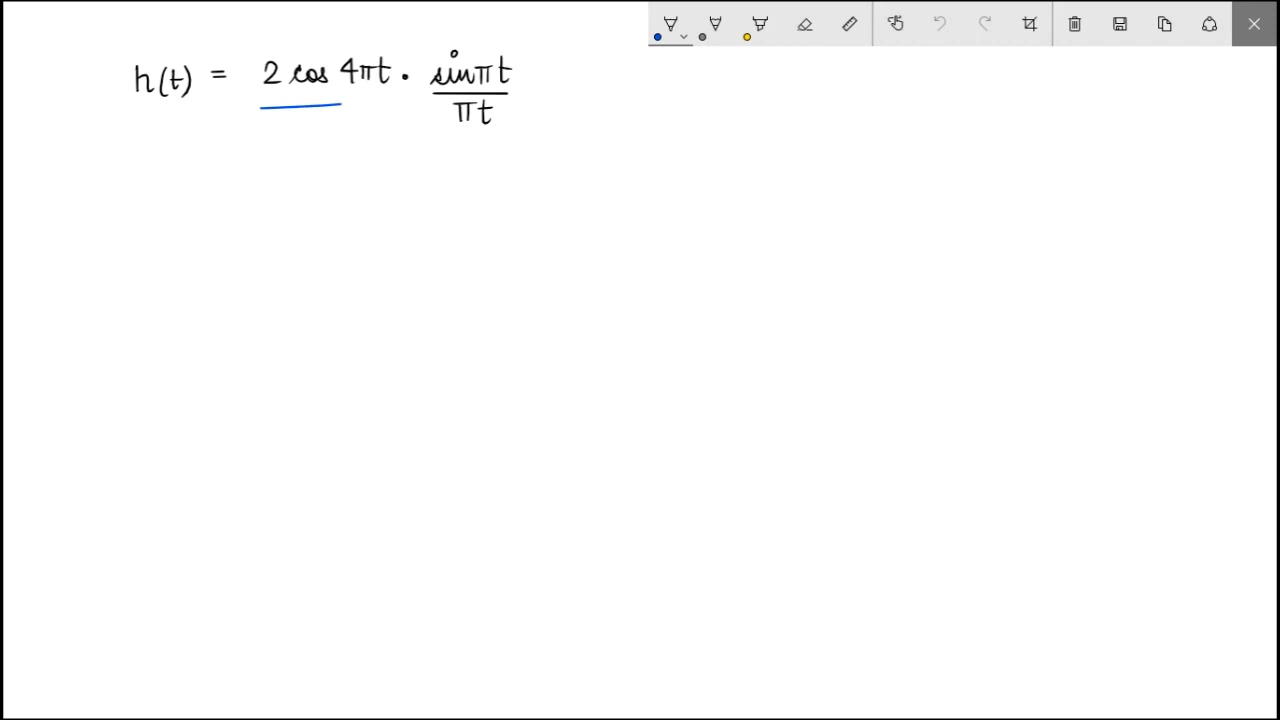 h(t) = 2 cos 4πt · sinπt / πt